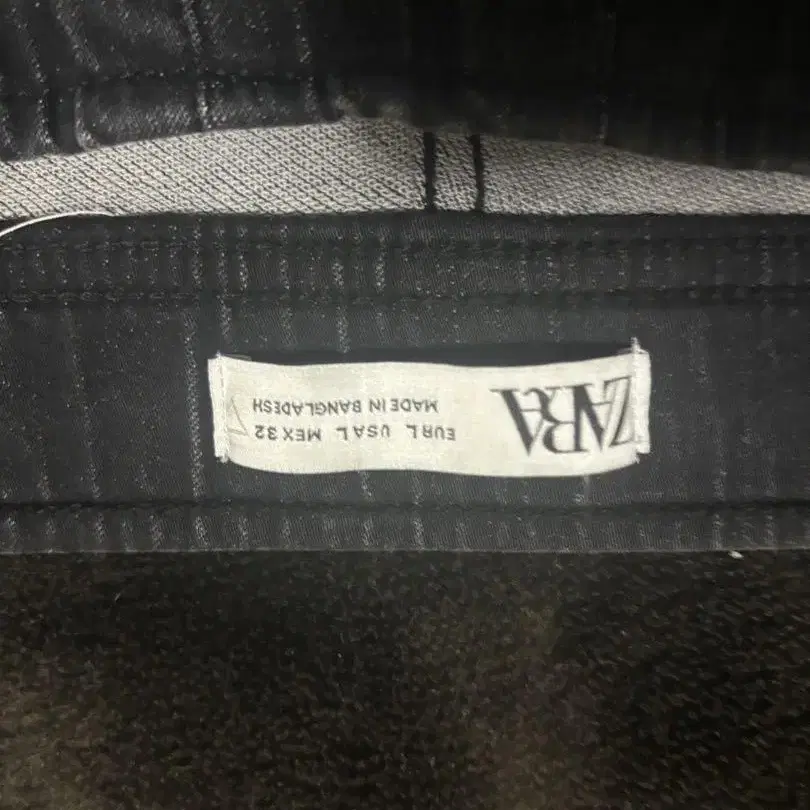 ZARA
EUR L USA L MEX 32
MADE IN BANGLADESH